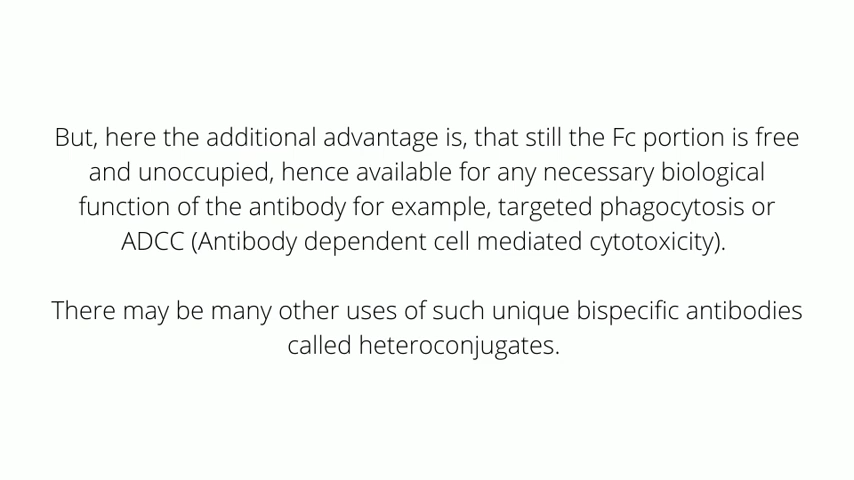 But, here the additional advantage is, that still the Fc portion is free
and unoccupied, hence available for any necessary biological
function of the antibody for example, targeted phagocytosis or
ADCC (Antibody dependent cell mediated cytotoxicity).
There may be many other uses of such unique bispecific antibodies
called heteroconjugates.